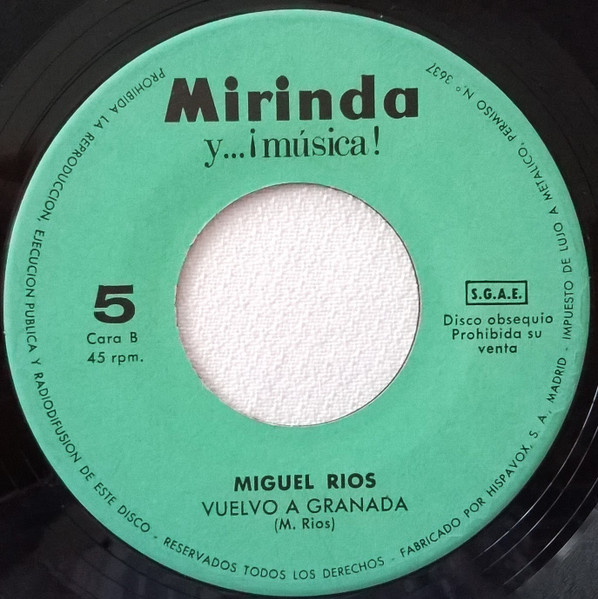 Mirinda
y...¡música!
5
Cara B
45 rpm.
S.G.A.E.
Disco obsequio
Prohibida su
venta
MIGUEL RIOS
VUELVO A GRANADA
(M. Rios)
PROHIBIDA LA REPRODUCCION, EJECUCION PUBLICA Y RADIODIFUSION DE ESTE DISCO - RESERVADOS TODOS LOS DERECHOS - FABRICADO POR HISPAVOX, S. A., MADRID - IMPUESTO DE LUJO A METALICO, PERMISO N.º 3637